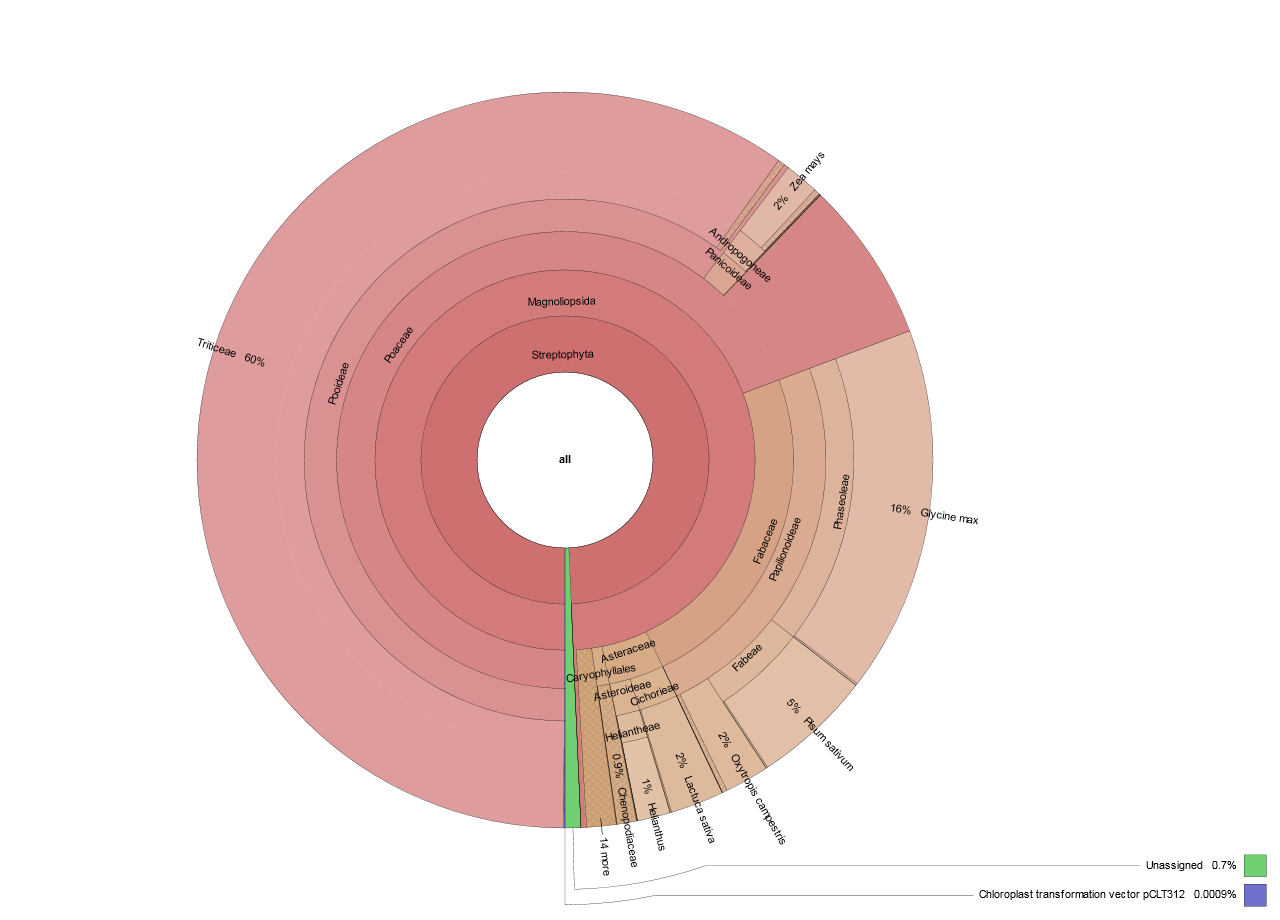 Zea mays
2%
Andropogoneae
Panicoideae
Magnoliopsida
Streptophyta
Poaceae
Pooideae
Triticeae 60%
all
Phaseoleae
16% Glycine max
Fabaceae
Papilionoideae
Fabeae
5% Pisum sativum
Asteraceae
Caryophyllales
Asteroideae
Cichorieae
Heliantheae
2% Oxytropis campestris
2% Lactuca sativa
1% Helianthus
0.9% Chenopodiaceae
14 more
Unassigned 0.7%
Chloroplast transformation vector pCLT312 0.0009%